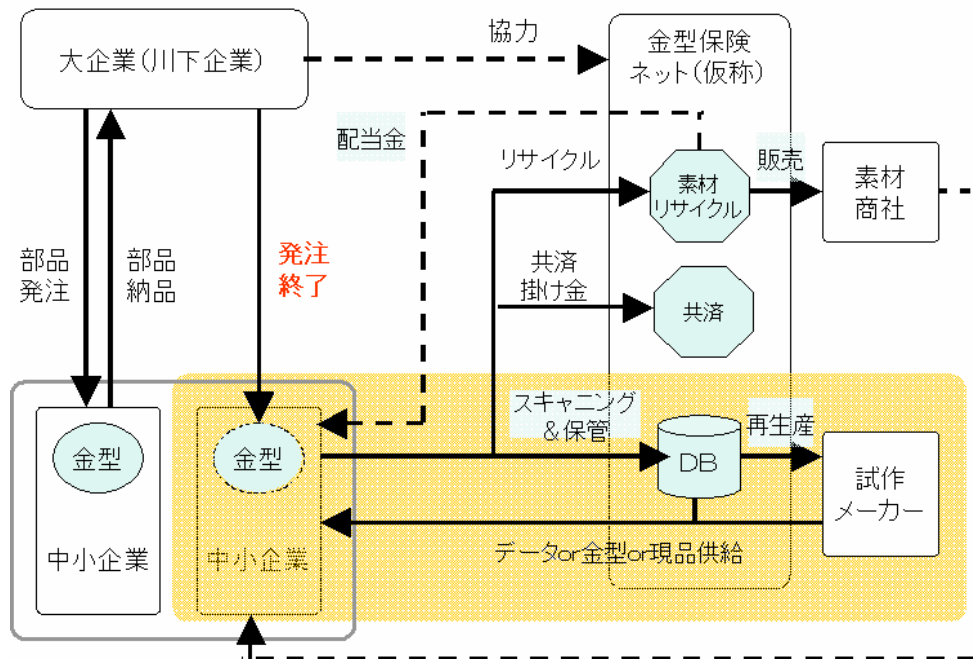 大企業(川下企業)
協力
金型保険
ネット(仮称)
配当金
リサイクル
素材
リサイクル
販売
素材
商社
部品
発注
部品
納品
発注
終了
共済
掛け金
共済
金型
中小企業
金型
中小企業
スキャニング
&保管
DB
再生産
試作
メーカー
データor金型or現品供給